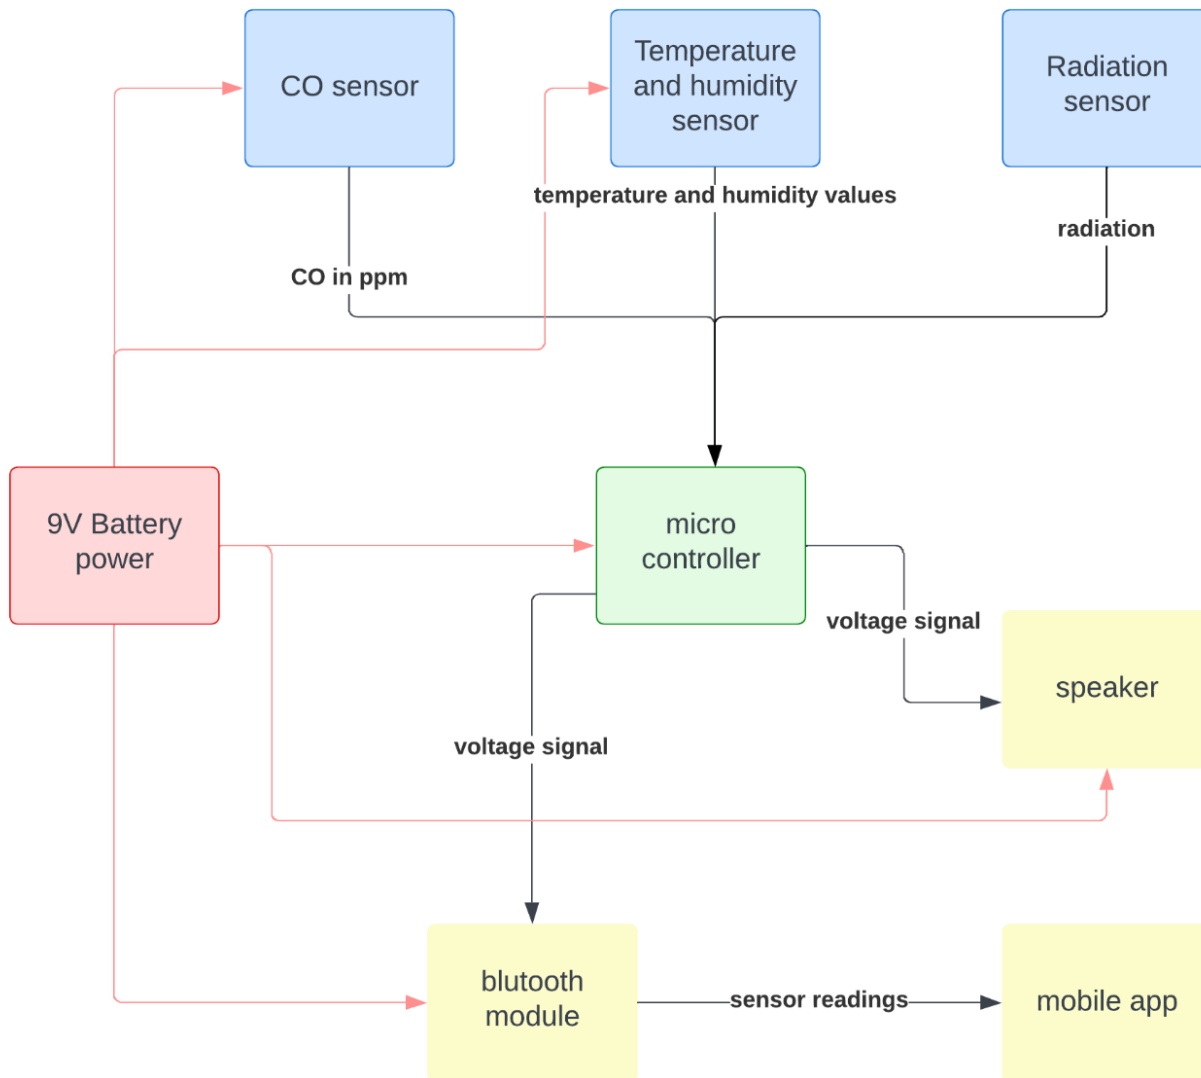 CO sensor
Temperature
and humidity
sensor
Radiation
sensor
temperature and humidity values
radiation
CO in ppm
9V Battery
power
micro
controller
voltage signal
speaker
voltage signal
blutooth
module
sensor readings
mobile app